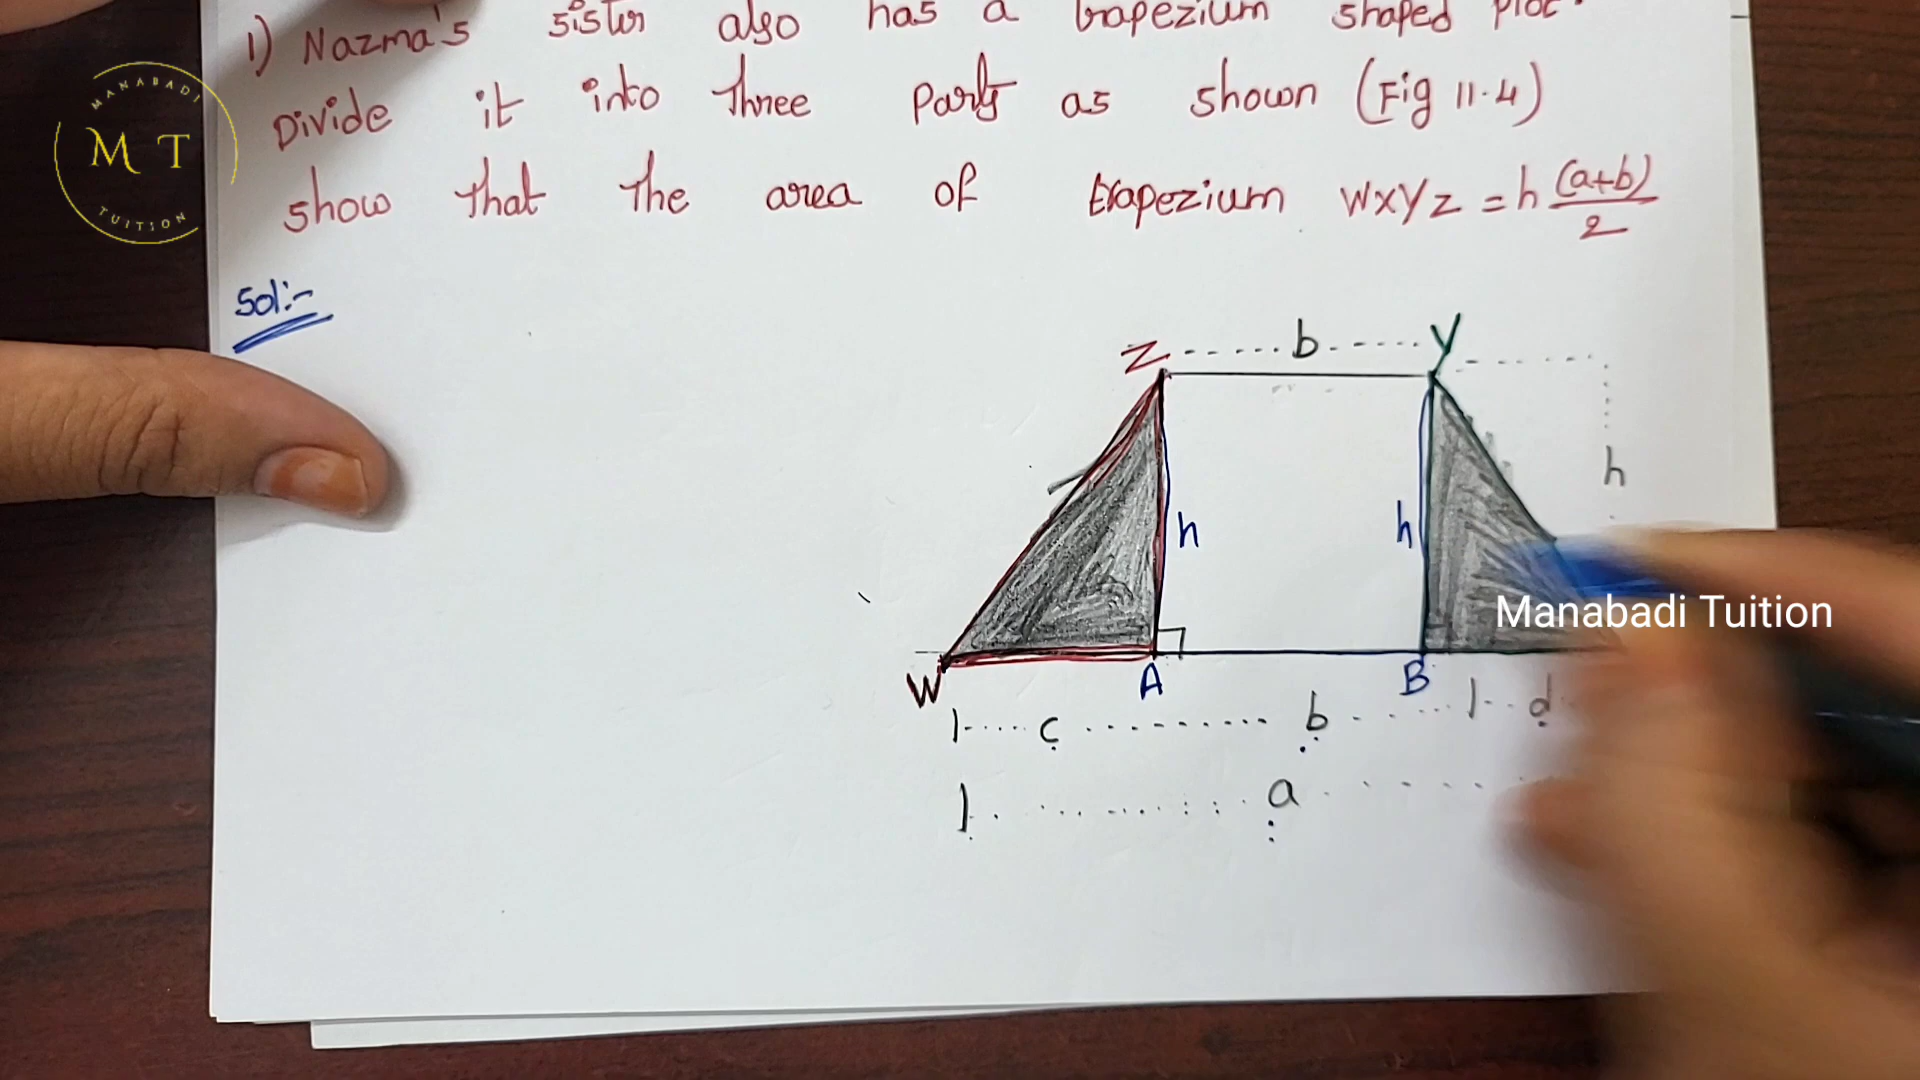 1) Nazma's sister also has a trapezium shaped plot.
Divide it into three parts as shown (Fig 11.4)
show that the area of trapezium WXYZ = h (a+b)/2
Sol:-
Z b Y
h
h h
Manabadi Tuition
W A B
c b d
a
MANABADI
M T
TUITION